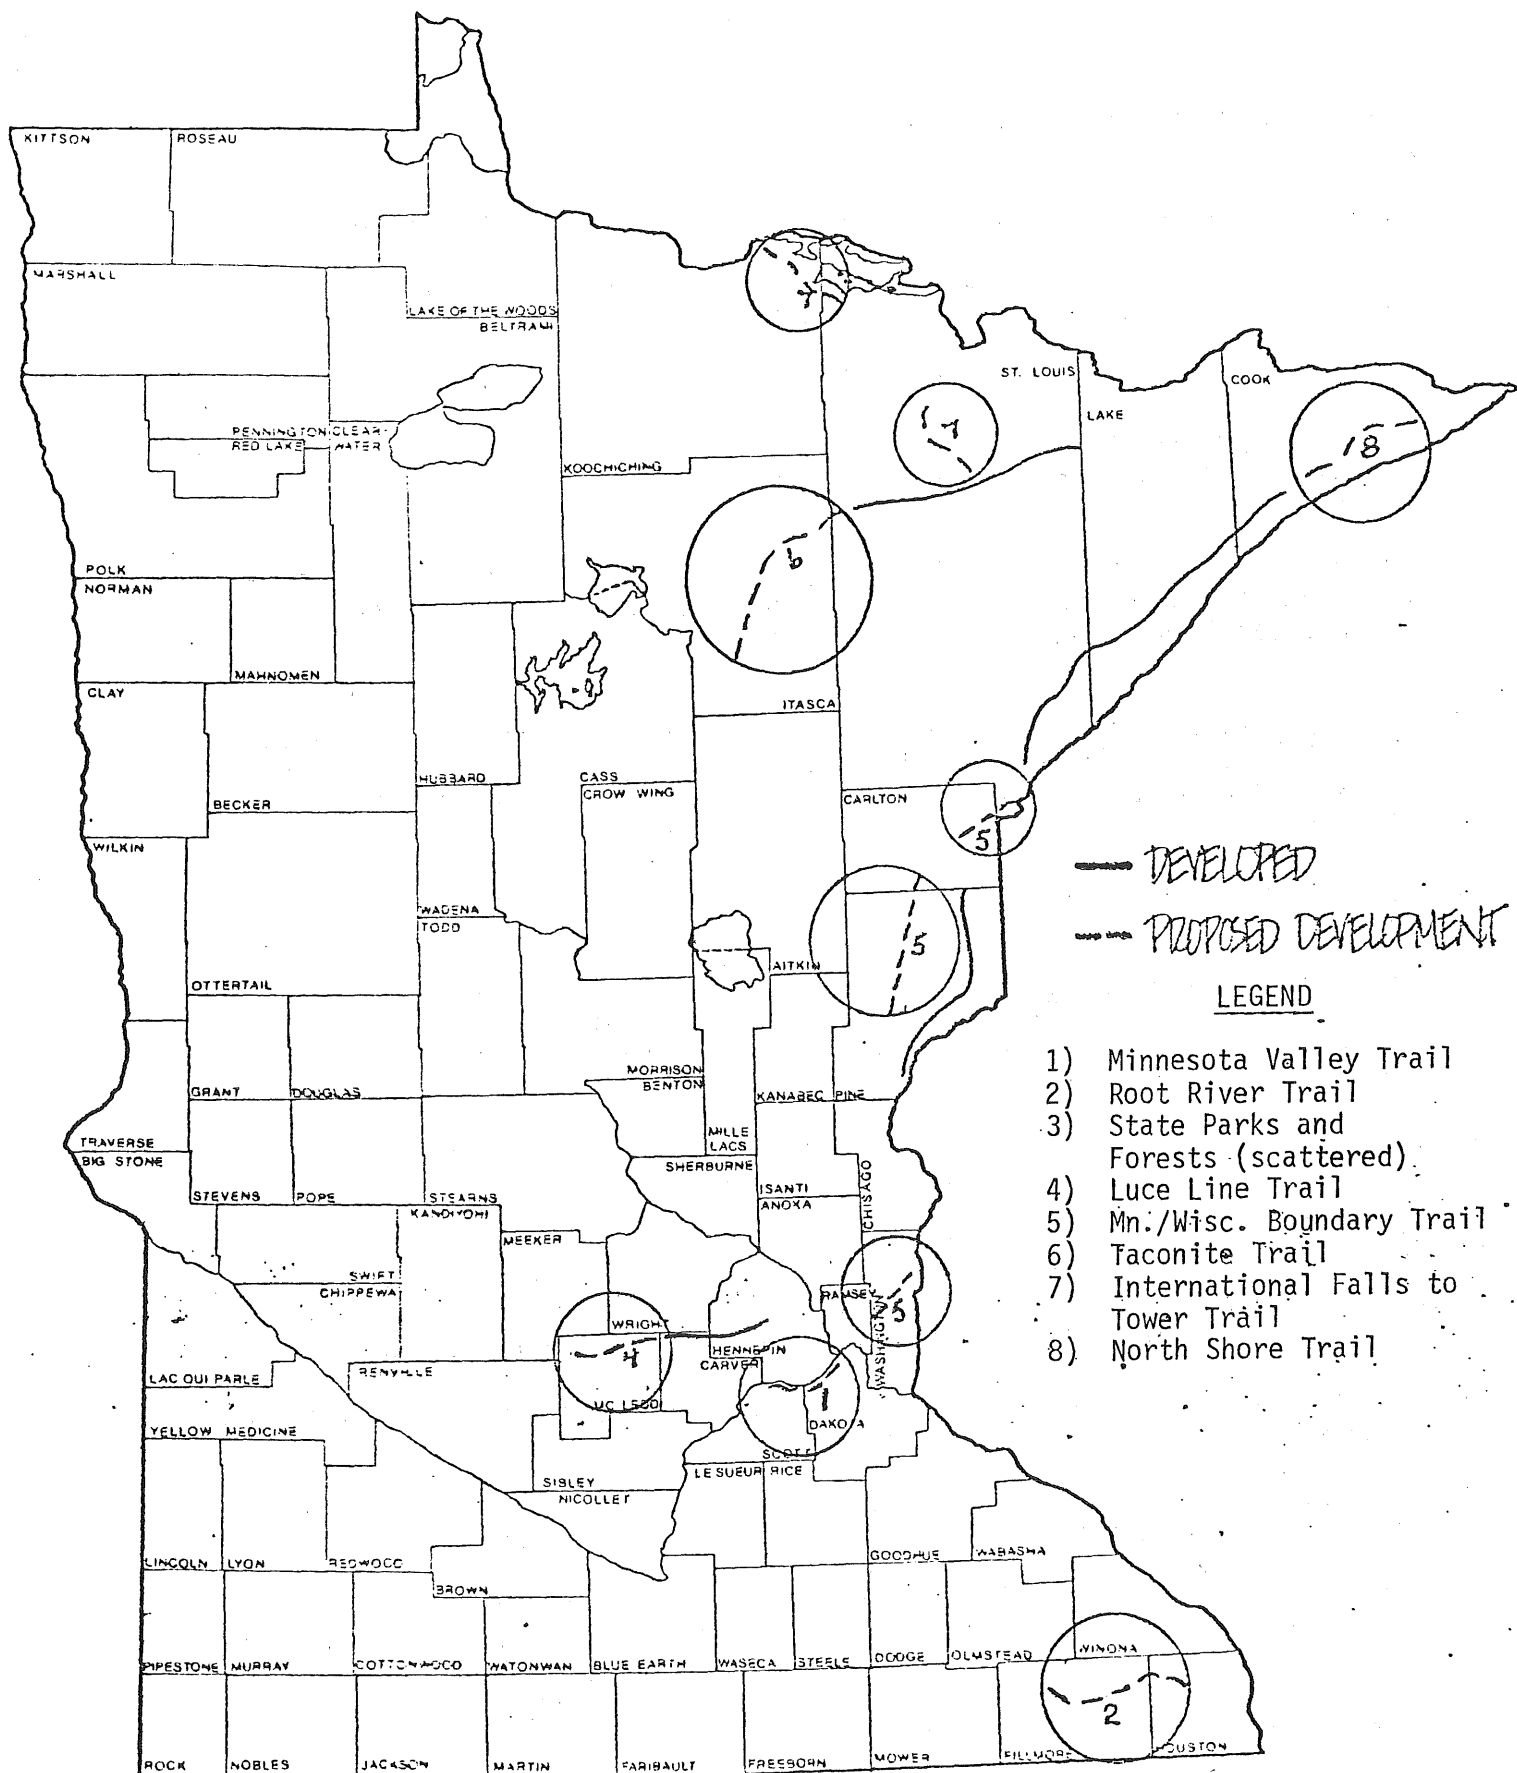 KITTSON
ROSEAU
MARSHALL
LAKE OF THE WOODS
BELTRAMI
ST. LOUIS
COOK
LAKE
PENNINGTON CLEAR-
RED LAKE WATER
7
8
KOOCHICHING
6
POLK
NORMAN
MAHNOMEN
CLAY
ITASCA
HUBBARD
CASS
CROW WING
BECKER
CARLTON
5
WILKIN
DEVELOPED
WADENA
TODD
PROPOSED DEVELOPMENT
5
AITKIN
OTTERTAIL
LEGEND
1) Minnesota Valley Trail
2) Root River Trail
3) State Parks and
Forests (scattered)
4) Luce Line Trail
5) Mn./Wisc. Boundary Trail
6) Taconite Trail
7) International Falls to
Tower Trail
8) North Shore Trail
MORRISON
BENTON
GRANT
DOUGLAS
KANABEC
PINE
TRAVERSE
BIG STONE
MILLE
LACS
SHERBURNE
STEVENS
POPE
STEARNS
KANDIYOHI
ISANTI
ANOKA
CHISAGO
MEEKER
SWIFT
CHIPPEWA
RAMSEY
WASHINGTON
5
WRIGHT
4
HENNEPIN
CARVER
LAC QUI PARLE
RENVILLE
MC LEOD
1
DAKOTA
YELLOW MEDICINE
SCOTT
LE SUEUR
RICE
SIBLEY
NICOLLET
LINCOLN
LYON
REDWOOD
GOODHUE
WABASHA
BROWN
PIPESTONE
MURRAY
COTTONWOOD
WATONWAN
BLUE EARTH
WASECA
STEELE
DODGE
OLMSTEAD
WINONA
2
ROCK
NOBLES
JACKSON
MARTIN
FARIBAULT
FREEBORN
MOWER
FILLMORE
HOUSTON